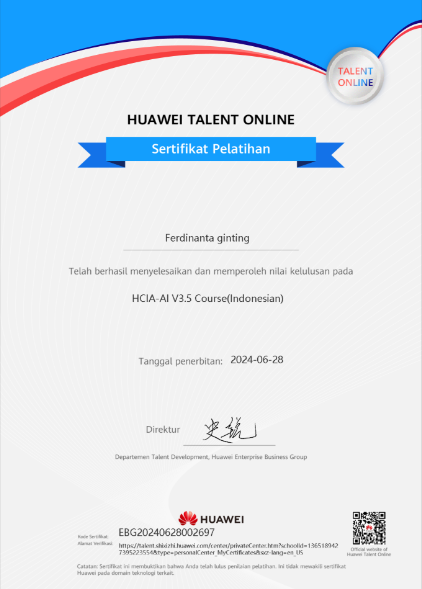 TALENT
ONLINE
HUAWEI TALENT ONLINE
Sertifikat Pelatihan
Ferdinanta ginting
Telah berhasil menyelesaikan dan memperoleh nilai kelulusan pada
HCIA-AI V3.5 Course(Indonesian)
Tanggal penerbitan: 2024-06-28
Direktur
Departemen Talent Development, Huawei Enterprise Business Group
HUAWEI
Kode Sertifikat: EBG20240628002697
Alamat Verifikasi: https://talent.shixizhi.huawei.com/center/privateCenter.htm?schoolId=136518942
7395223554&type=personalCenter_MyCertificates&sxz-lang=en_US
Official website of
Huawei Talent Online
Catatan: Sertifikat ini membuktikan bahwa Anda telah lulus penilaian pelatihan. Ini tidak mewakili sertifikat
Huawei pada domain teknologi terkait.